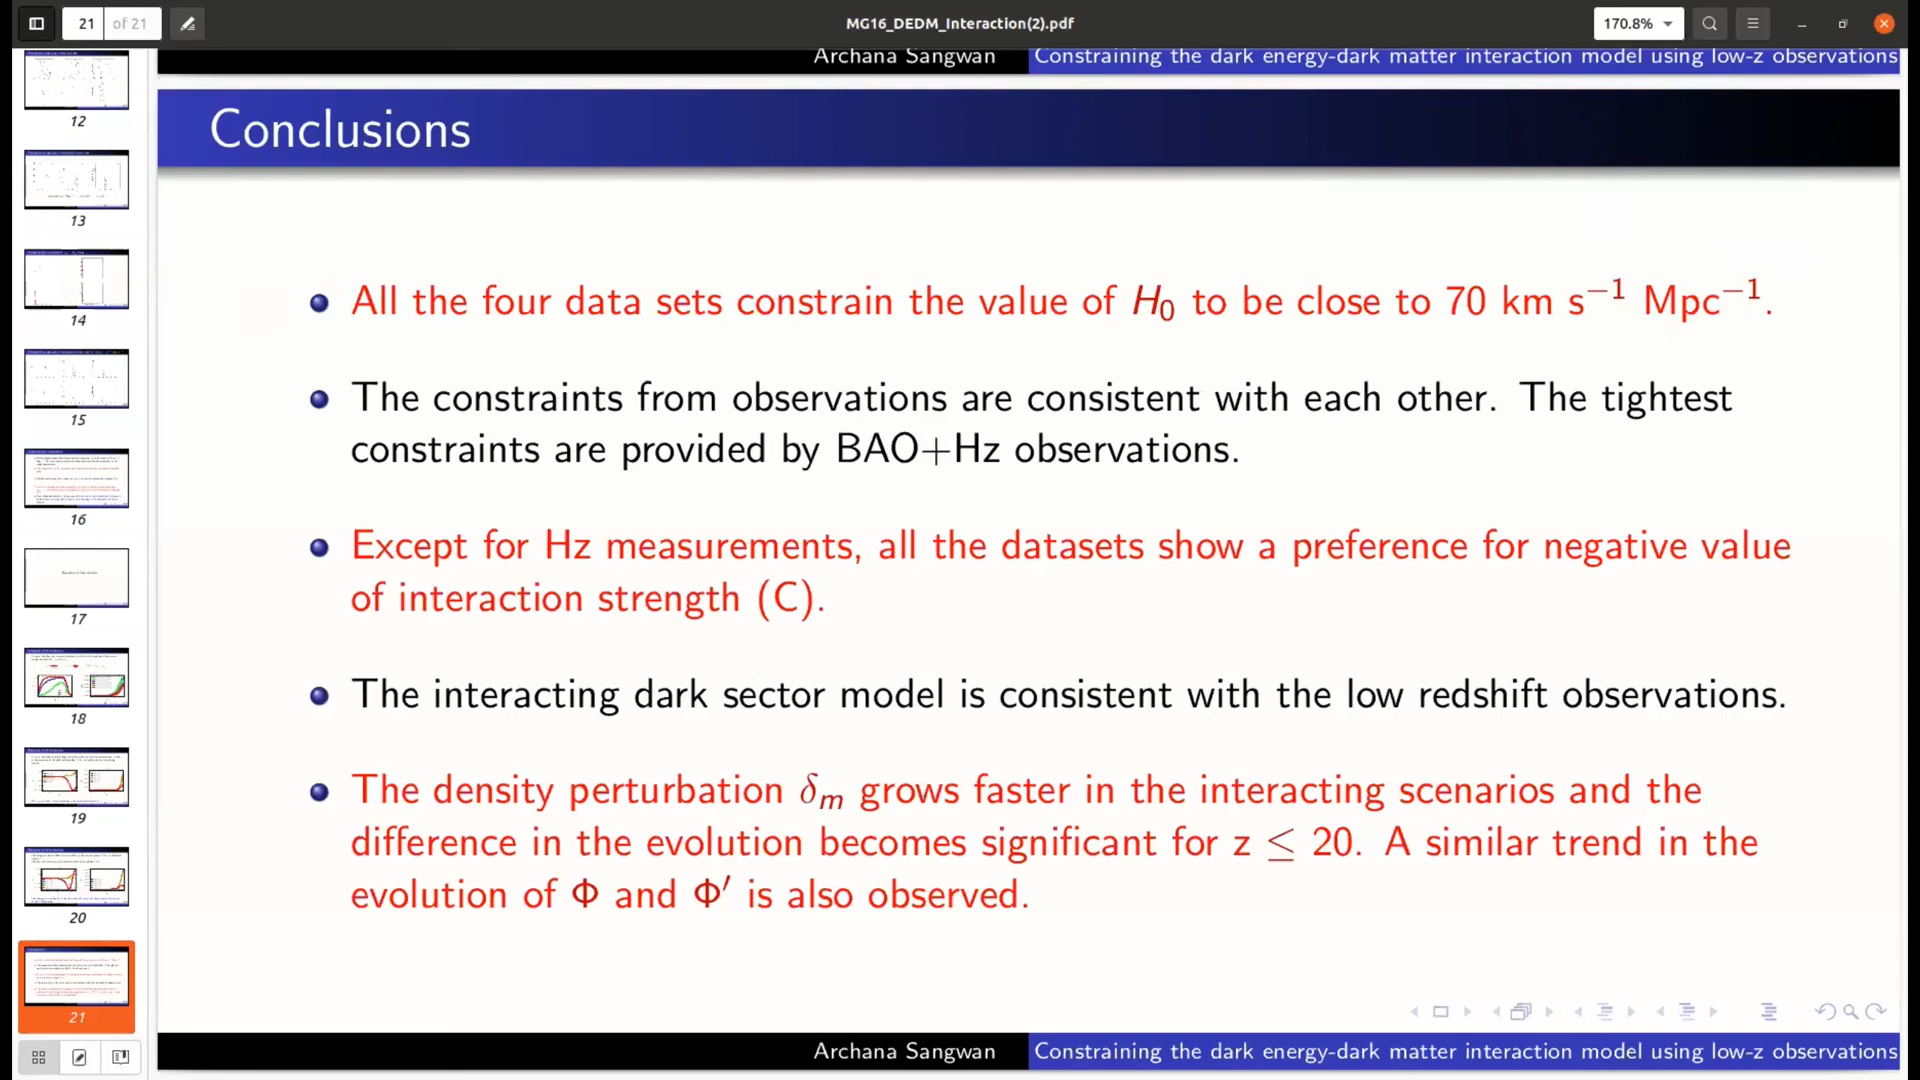 21 of 21
MG16_DEDM_Interaction(2).pdf
170.8%
Archana Sangwan
Constraining the dark energy-dark matter interaction model using low-z observations
12
13
14
15
16
17
18
19
20
21
Conclusions
All the four data sets constrain the value of H₀ to be close to 70 km s⁻¹ Mpc⁻¹.
The constraints from observations are consistent with each other. The tightest
constraints are provided by BAO+Hz observations.
Except for Hz measurements, all the datasets show a preference for negative value
of interaction strength (C).
The interacting dark sector model is consistent with the low redshift observations.
The density perturbation δₘ grows faster in the interacting scenarios and the
difference in the evolution becomes significant for z ≤ 20. A similar trend in the
evolution of Φ and Φ′ is also observed.
Archana Sangwan
Constraining the dark energy-dark matter interaction model using low-z observations